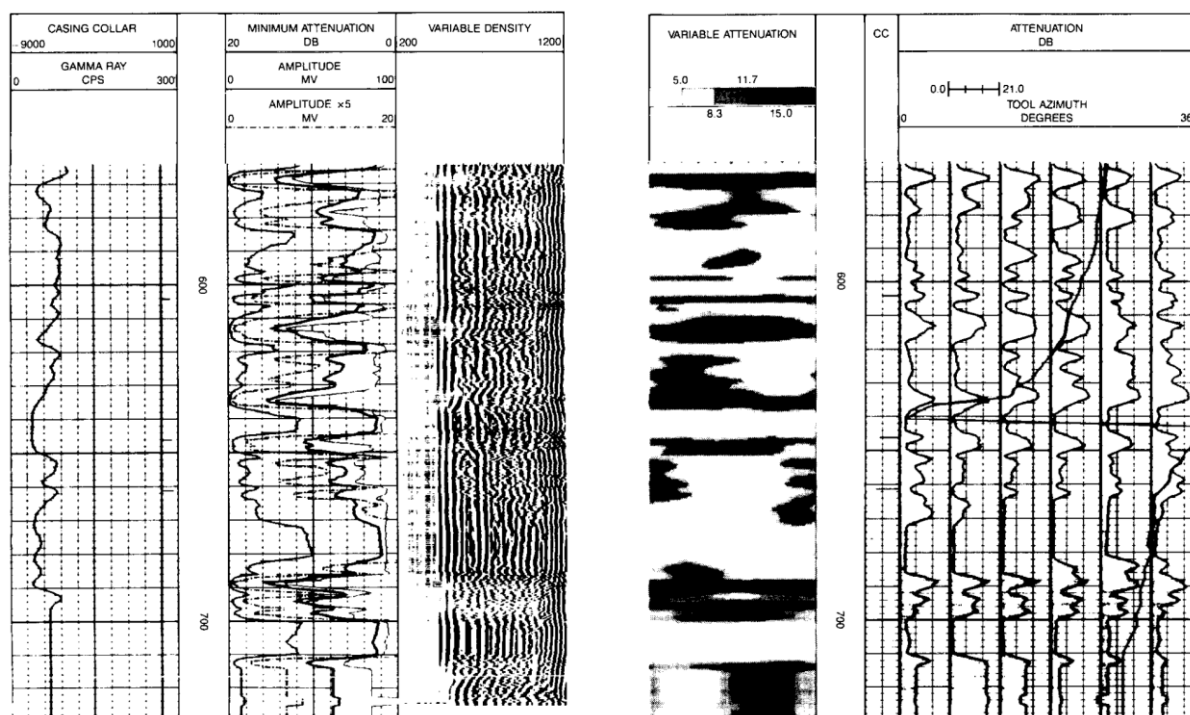 CASING COLLAR
-9000 1000
GAMMA RAY
CPS
0 300
MINIMUM ATTENUATION
20 DB 0
AMPLITUDE
0 MV 100
AMPLITUDE ×5
0 MV 20
VARIABLE DENSITY
200 1200
600
700
VARIABLE ATTENUATION
5.0 11.7
8.3 15.0
CC
ATTENUATION
DB
0.0 21.0
TOOL AZIMUTH
DEGREES
0 36
600
700